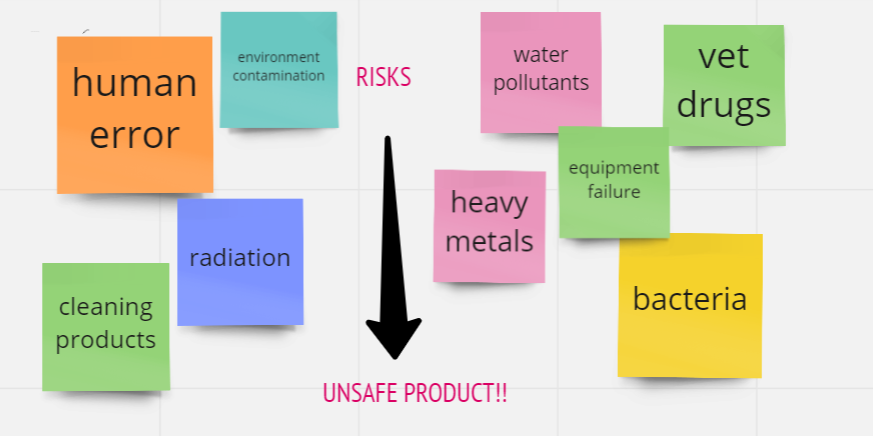 human
error
environment
contamination
RISKS
water
pollutants
vet
drugs
equipment
failure
heavy
metals
radiation
bacteria
cleaning
products
UNSAFE PRODUCT!!